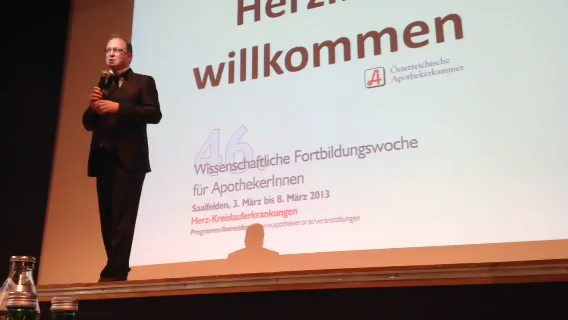 willkommen
Österreichische
Apothekerkammer
46.
Wissenschaftliche Fortbildungswoche
für ApothekerInnen
Saalfelden, 3. März bis 8. März 2013
Herz-Kreislauferkrankungen